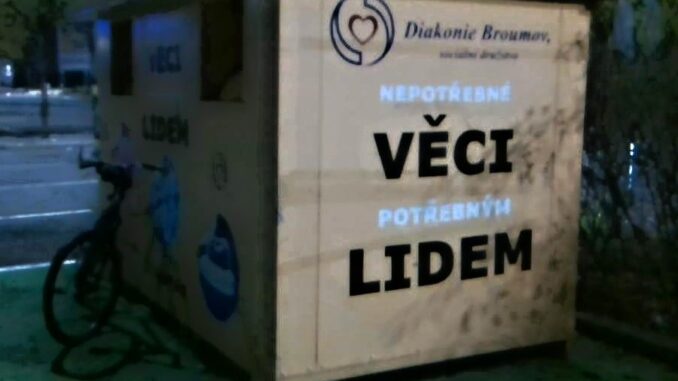 VĚCI
LIDEM
Diakonie Broumov,
sociální družstvo
NEPOTŘEBNÉ
VĚCI
POTŘEBNÝM
LIDEM